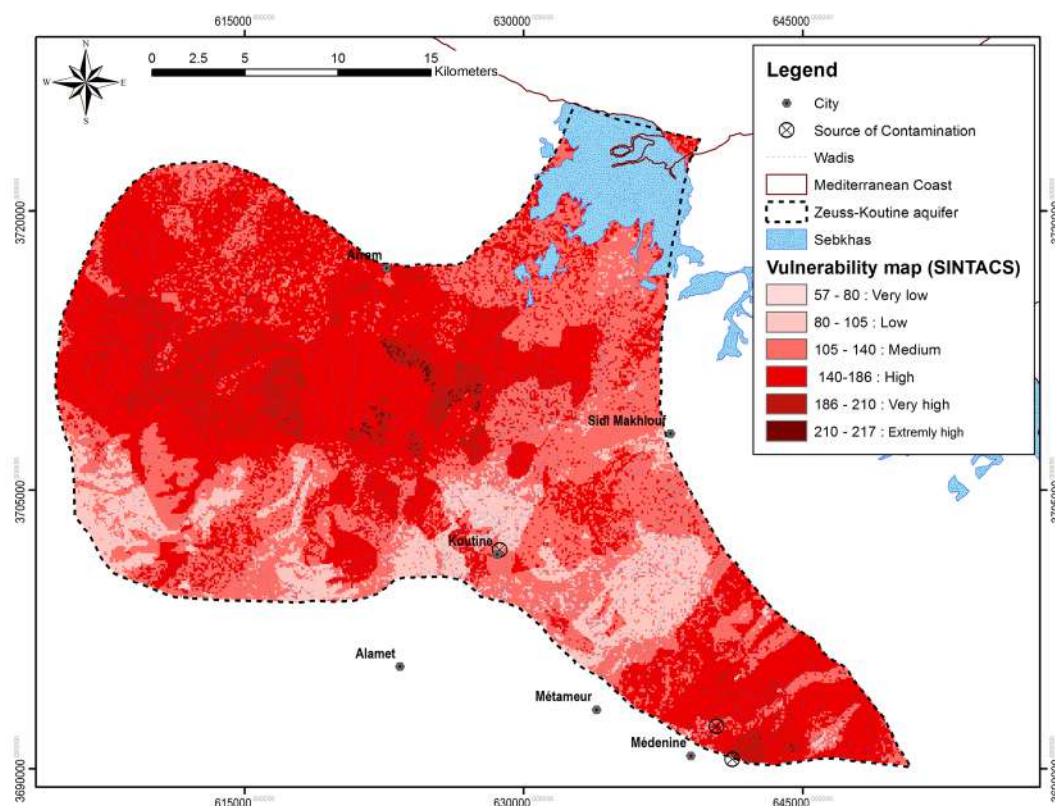 615000
630000
645000
0 2.5 5 10 15
Kilometers
N
W E
S
3720000
3705000
3690000
Legend
City
Source of Contamination
Wadis
Mediterranean Coast
Zeuss-Koutine aquifer
Sebkhas
Vulnerability map (SINTACS)
57 - 80 : Very low
80 - 105 : Low
105 - 140 : Medium
140-186 : High
186 - 210 : Very high
210 - 217 : Extremly high
Sidi Makhlouf
Koutine
Alamet
Métameur
Médenine
3720000
3705000
3690000
615000
630000
645000